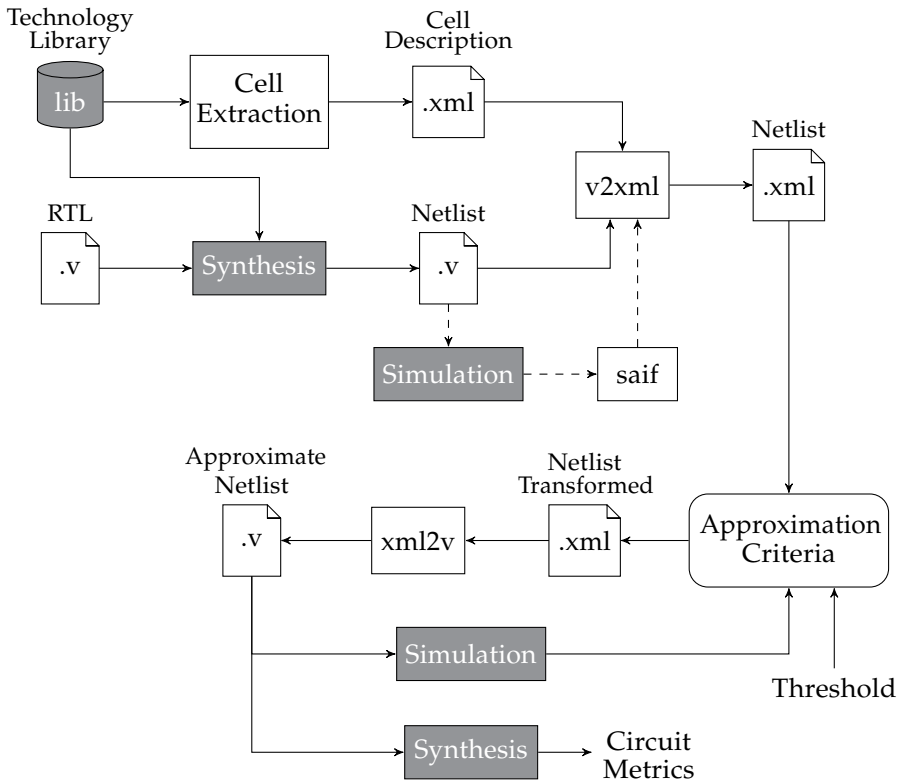 Technology
Library
lib
Cell
Extraction
Cell
Description
.xml
v2xml
Netlist
.xml
RTL
.v
Synthesis
Netlist
.v
Simulation
saif
Approximate
Netlist
.v
xml2v
Netlist
Transformed
.xml
Approximation
Criteria
Simulation
Threshold
Synthesis
Circuit
Metrics